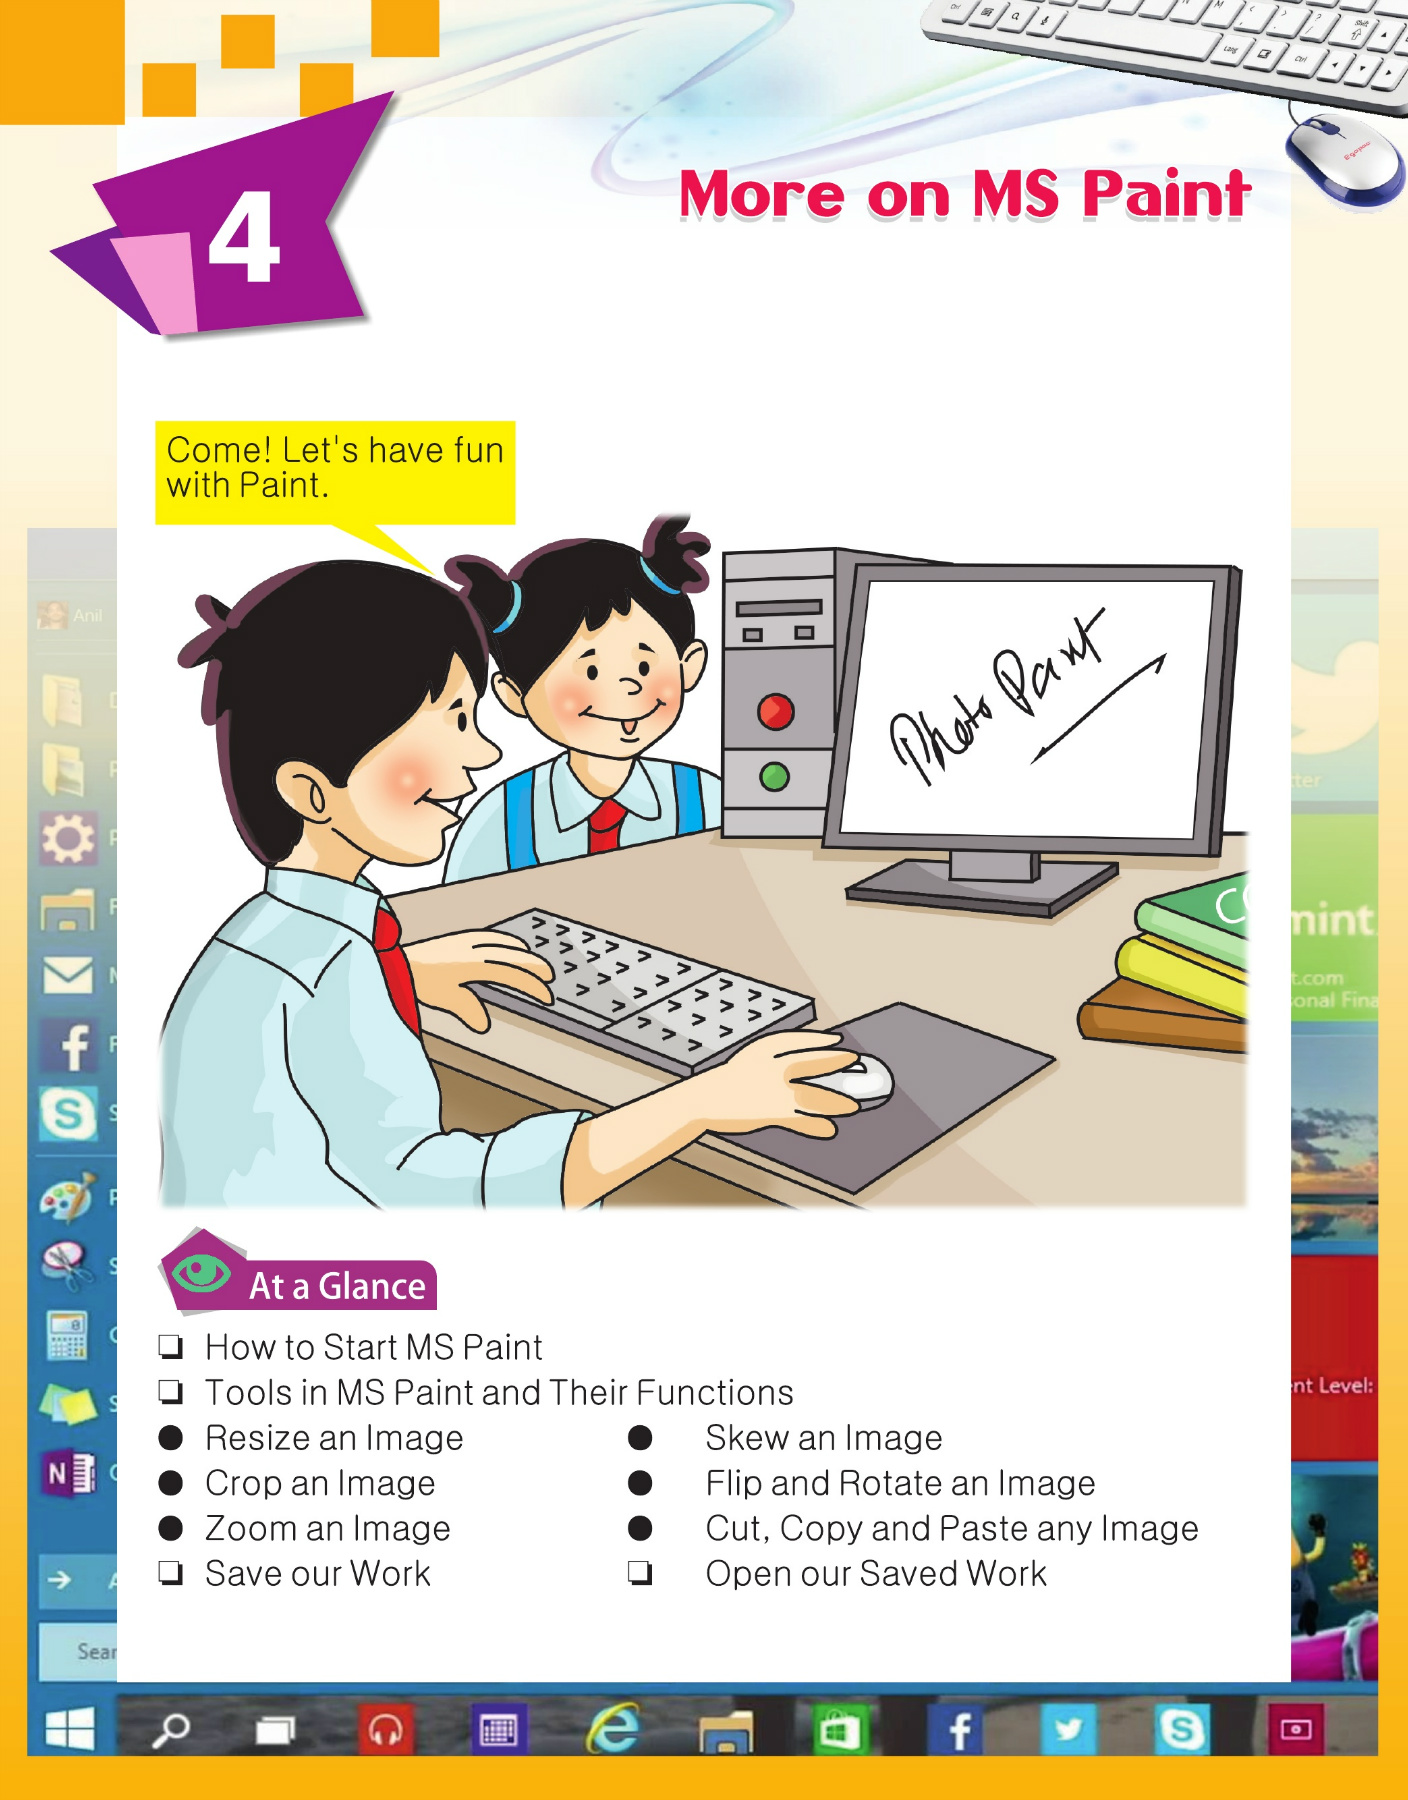 4
More on MS Paint
Come! Let's have fun
with Paint.
Photo Paint
At a Glance
❏ How to Start MS Paint
❏ Tools in MS Paint and Their Functions
● Resize an Image
● Skew an Image
● Crop an Image
● Flip and Rotate an Image
● Zoom an Image
● Cut, Copy and Paste any Image
❏ Save our Work
❏ Open our Saved Work
Anil
mint
Ctrl